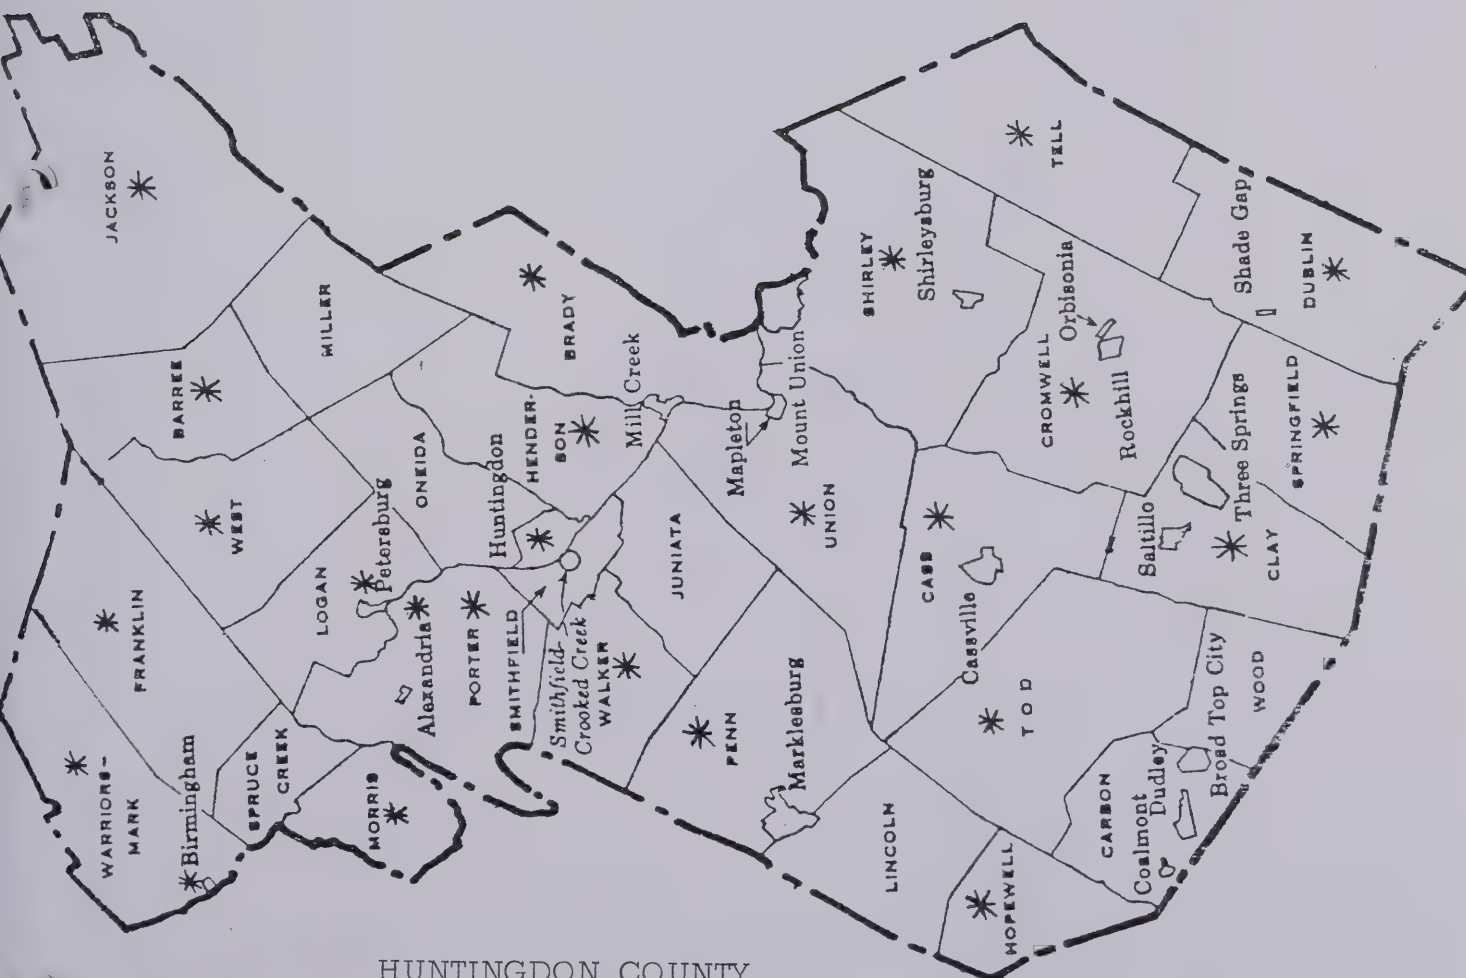 JACKSON
BARREE
MILLER
WEST
FRANKLIN
WARRIORS-
MARK
Birmingham
SPRUCE
CREEK
MORRIS
LOGAN
Petersburg
ONEIDA
Huntingdon
HENDER-
SON
BRADY
Mill Creek
Alexandria
PORTER
SMITHFIELD
Smithfield-
Crooked Creek
WALKER
JUNIATA
Mapleton
Mount Union
UNION
PENN
Marklesburg
LINCOLN
HOPEWELL
SHIRLEY
Shirleysburg
TELL
Shade Gap
DUBLIN
CROMWELL
Orbisonia
Rockhill
Three Springs
SPRINGFIELD
Saltillo
CLAY
CASS
Cassville
TOD
CARBON
Coalmont
Dudley
Broad Top City
WOOD
HUNTINGDON COUNTY